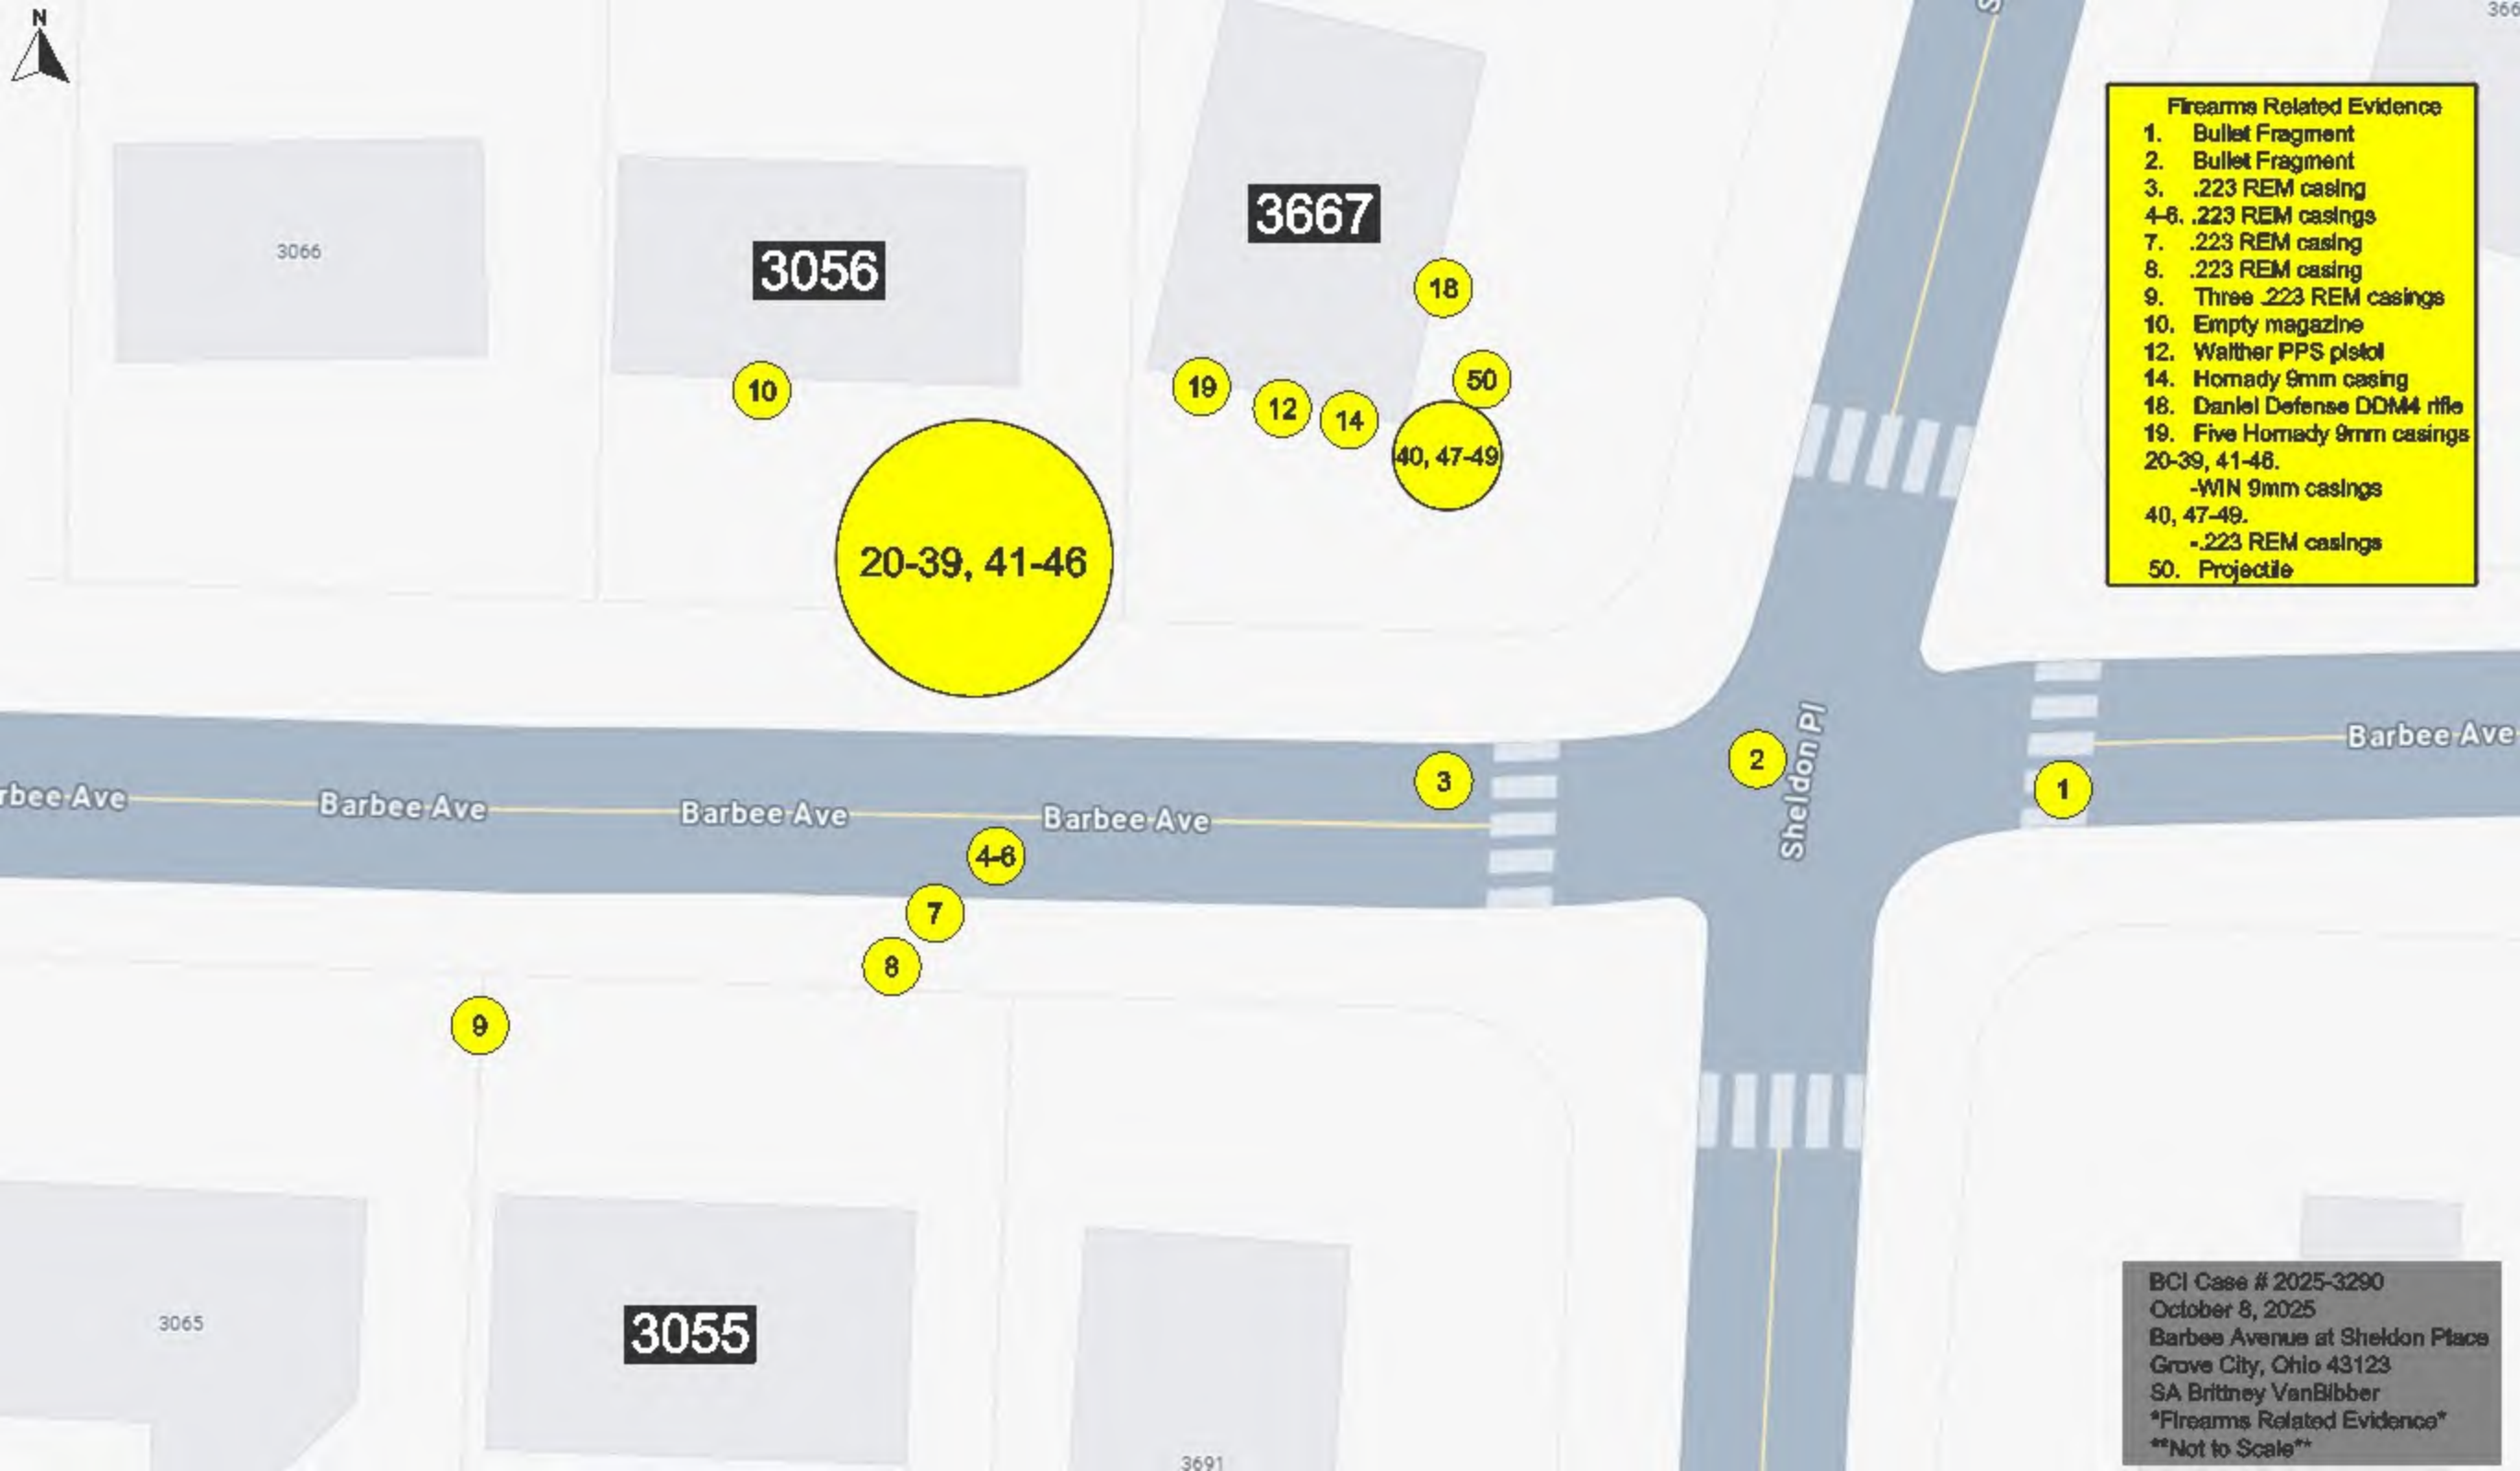 N
S
366
Firearms Related Evidence
1. Bullet Fragment
2. Bullet Fragment
3. .223 REM casing
4-6. .223 REM casings
7. .223 REM casing
8. .223 REM casing
9. Three .223 REM casings
10. Empty magazine
12. Walther PPS pistol
14. Hornady 9mm casing
18. Daniel Defense DDM4 rifle
19. Five Hornady 9mm casings
20-39, 41-46.
-WIN 9mm casings
40, 47-49.
-.223 REM casings
50. Projectile
3066
3056
3667
18
10
19
12
14
50
40, 47-49
20-39, 41-46
rbee Ave
Barbee Ave
Barbee Ave
Barbee Ave
3
2
Sheldon Pl
1
Barbee Ave
4-6
7
8
9
3065
3055
3691
BCI Case # 2025-3290
October 8, 2025
Barbee Avenue at Sheldon Place
Grove City, Ohio 43123
SA Brittney VanBibber
*Firearms Related Evidence*
**Not to Scale**